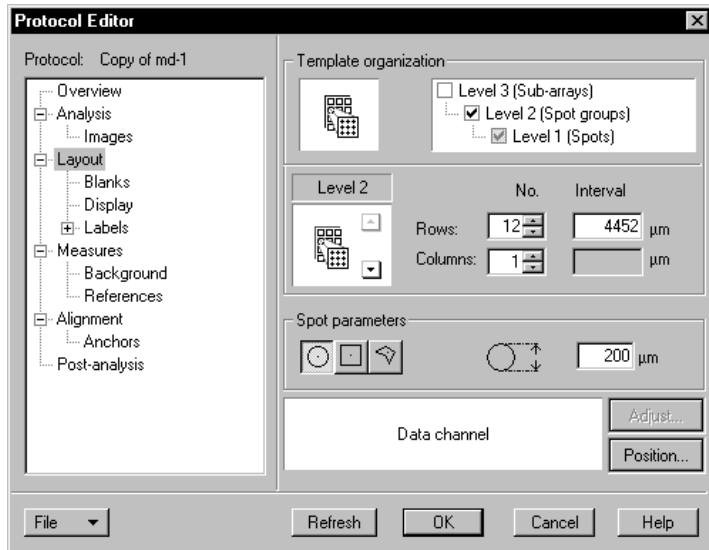 Protocol Editor
Protocol: Copy of md-1
Overview
Analysis
Images
Layout
Blanks
Display
Labels
Measures
Background
References
Alignment
Anchors
Post-analysis
Template organization
Level 3 (Sub-arrays)
Level 2 (Spot groups)
Level 1 (Spots)
Level 2
No. Interval
Rows: 12 4452 µm
Columns: 1 µm
Spot parameters
200 µm
Data channel
Adjust...
Position...
File Refresh OK Cancel Help